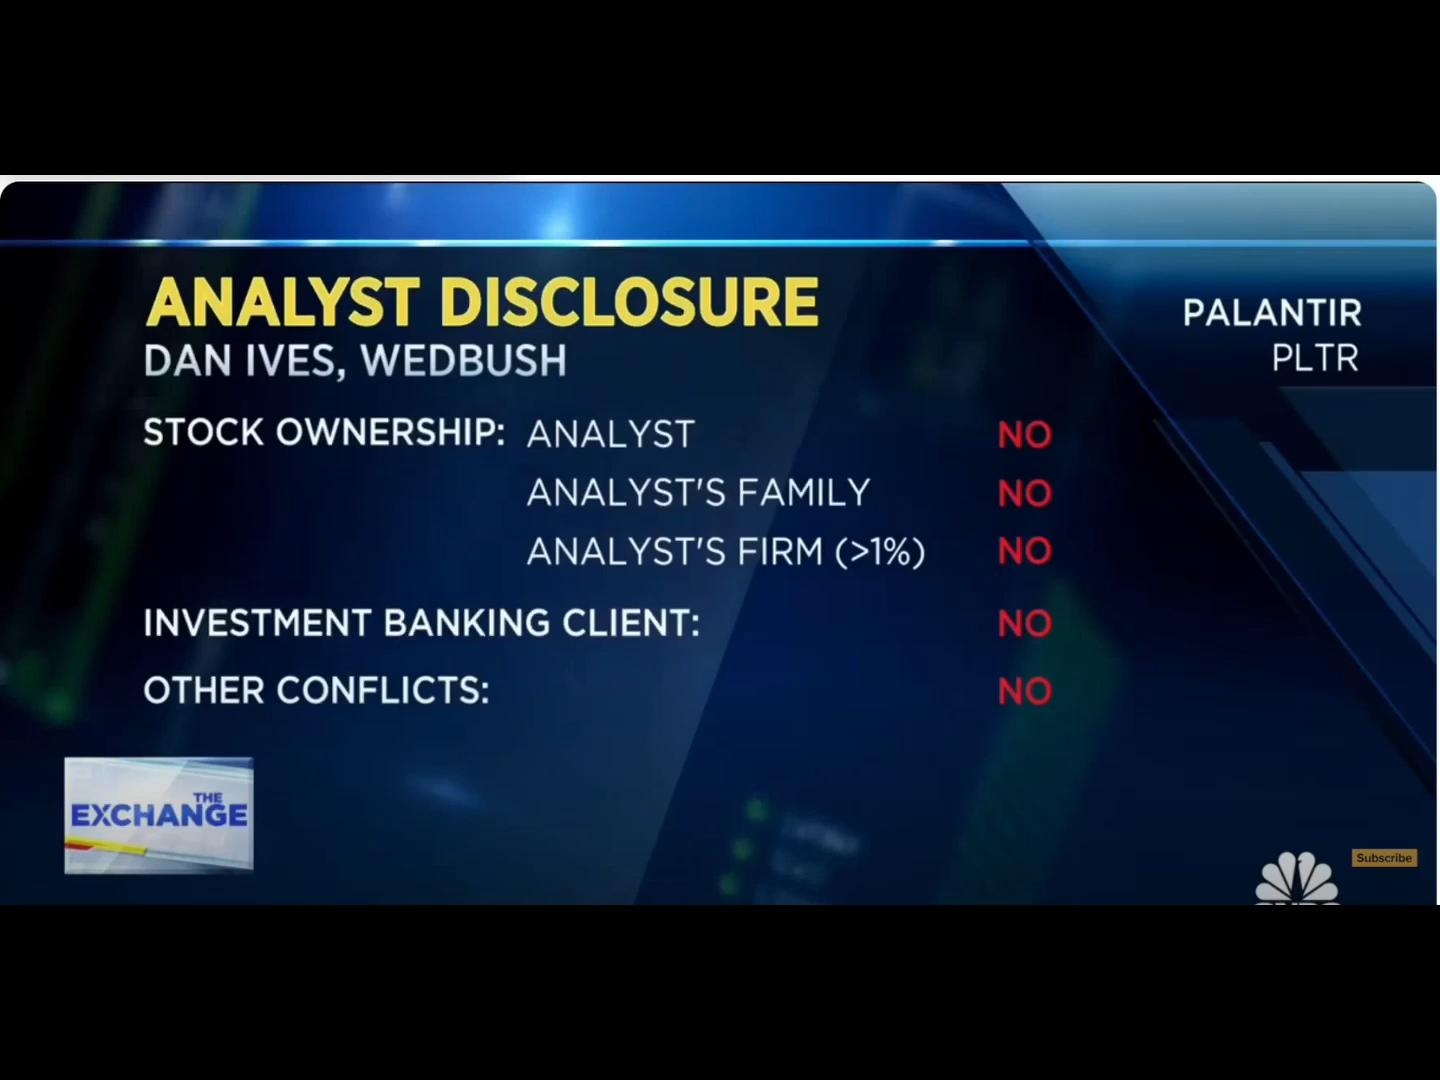 ANALYST DISCLOSURE
DAN IVES, WEDBUSH
PALANTIR
PLTR
STOCK OWNERSHIP: ANALYST NO
ANALYST'S FAMILY NO
ANALYST'S FIRM (>1%) NO
INVESTMENT BANKING CLIENT: NO
OTHER CONFLICTS: NO
THE
EXCHANGE
Subscribe